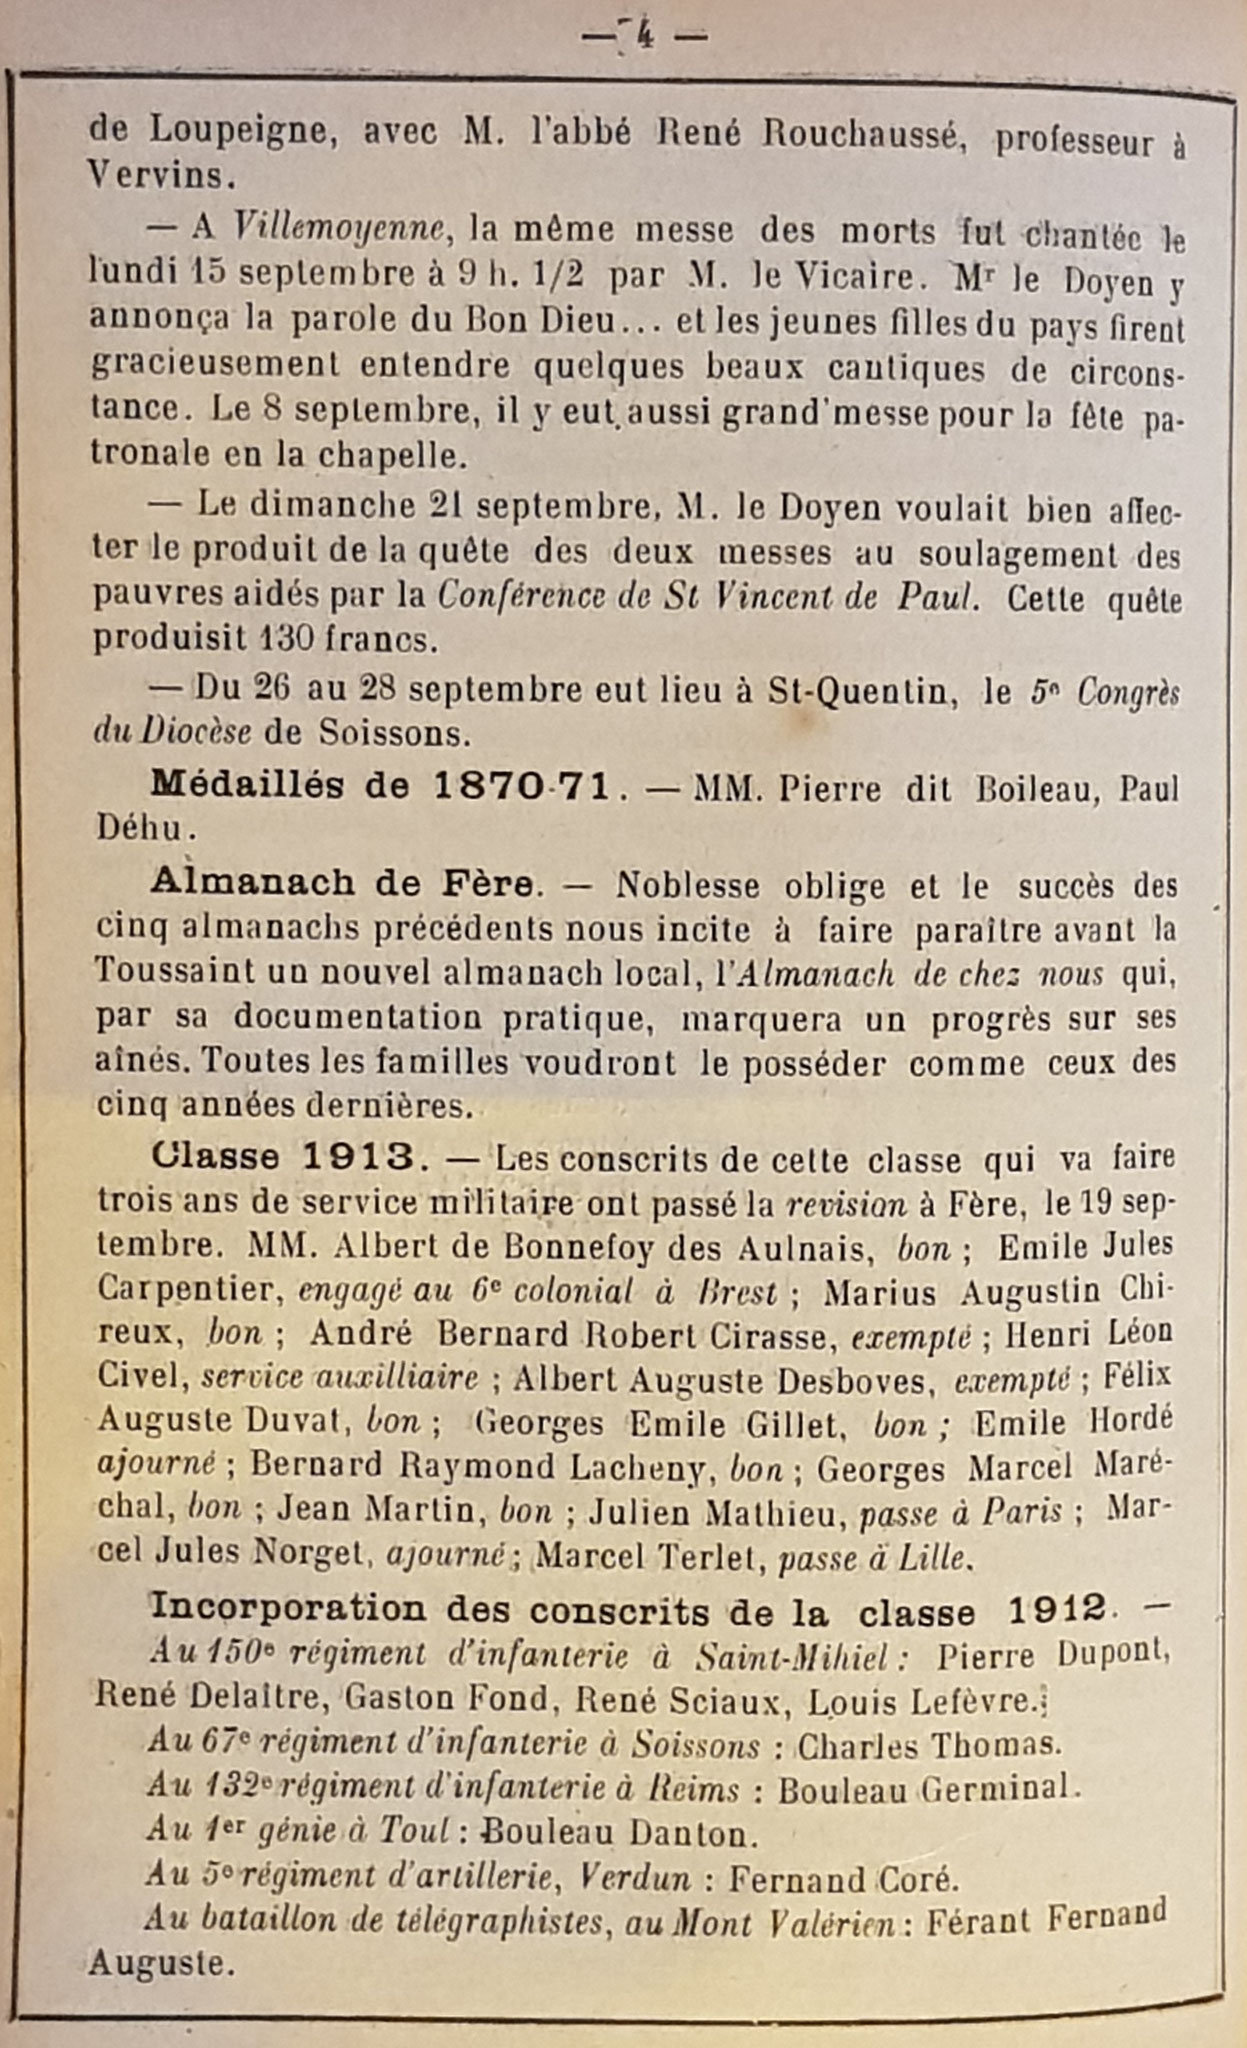 — 4 —
de Loupeigne, avec M. l'abbé René Rouchaussé, professeur à
Vervins.
— A Villemoyenne, la même messe des morts fut chantée le
lundi 15 septembre à 9 h. 1/2 par M. le Vicaire. Mr le Doyen y
annonça la parole du Bon Dieu... et les jeunes filles du pays firent
gracieusement entendre quelques beaux cantiques de circons-
tance. Le 8 septembre, il y eut aussi grand'messe pour la fête pa-
tronale en la chapelle.
— Le dimanche 21 septembre, M. le Doyen voulait bien affec-
ter le produit de la quête des deux messes au soulagement des
pauvres aidés par la Conférence de St Vincent de Paul. Cette quête
produisit 130 francs.
— Du 26 au 28 septembre eut lieu à St-Quentin, le 5e Congrès
du Diocèse de Soissons.
Médaillés de 1870-71. — MM. Pierre dit Boileau, Paul
Déhu.
Almanach de Fère. — Noblesse oblige et le succès des
cinq almanachs précédents nous incite à faire paraître avant la
Toussaint un nouvel almanach local, l'Almanach de chez nous qui,
par sa documentation pratique, marquera un progrès sur ses
aînés. Toutes les familles voudront le posséder comme ceux des
cinq années dernières.
Classe 1913. — Les conscrits de cette classe qui va faire
trois ans de service militaire ont passé la revision à Fère, le 19 sep-
tembre. MM. Albert de Bonnefoy des Aulnais, bon ; Emile Jules
Carpentier, engagé au 6e colonial à Brest ; Marius Augustin Chi-
reux, bon ; André Bernard Robert Cirasse, exempté ; Henri Léon
Civel, service auxilliaire ; Albert Auguste Desboves, exempté ; Félix
Auguste Duvat, bon ; Georges Emile Gillet, bon ; Emile Hordé
ajourné ; Bernard Raymond Lacheny, bon ; Georges Marcel Maré-
chal, bon ; Jean Martin, bon ; Julien Mathieu, passe à Paris ; Mar-
cel Jules Norget, ajourné ; Marcel Terlet, passe à Lille.
Incorporation des conscrits de la classe 1912. —
Au 150e régiment d'infanterie à Saint-Mihiel : Pierre Dupont,
René Delaître, Gaston Fond, René Sciaux, Louis Lefèvre.
Au 67e régiment d'infanterie à Soissons : Charles Thomas.
Au 132e régiment d'infanterie à Reims : Bouleau Germinal.
Au 1er génie à Toul : Bouleau Danton.
Au 5e régiment d'artillerie, Verdun : Fernand Coré.
Au bataillon de télégraphistes, au Mont Valérien : Férant Fernand
Auguste.